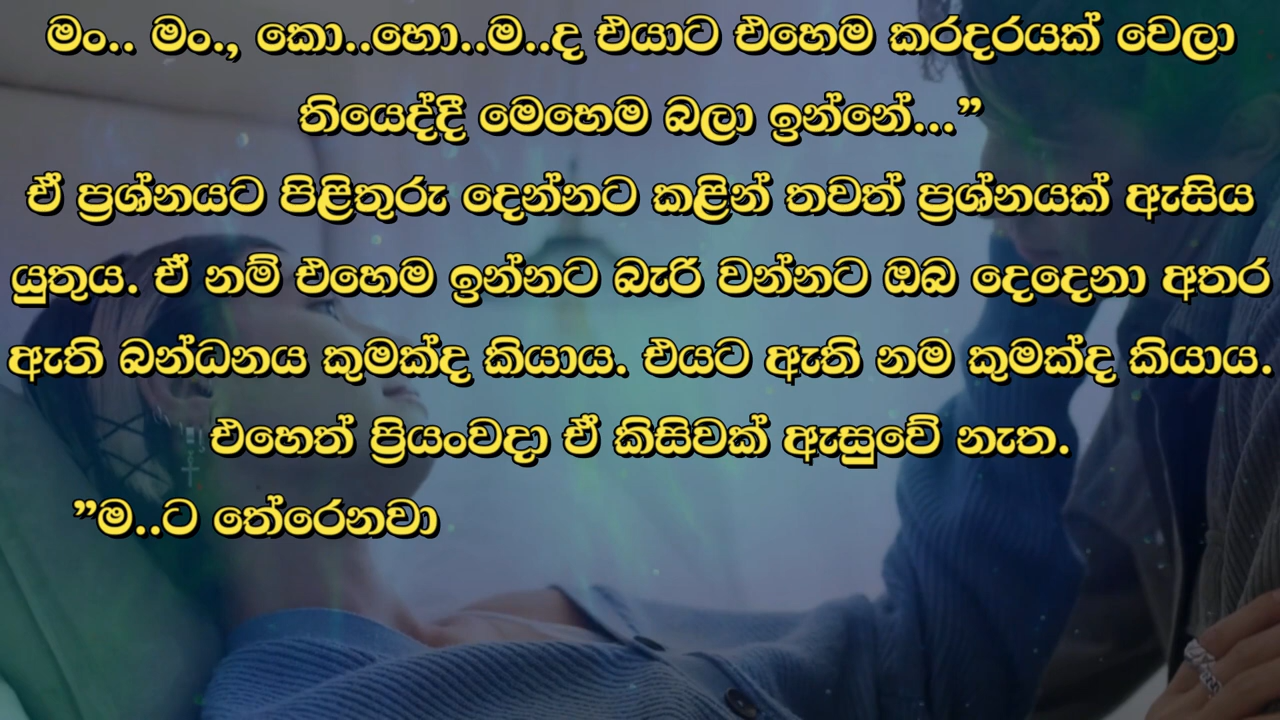 මං.. මං., කො..හො..ම..ද එයාට එහෙම කරදරයක් වෙලා
තියෙද්දී මෙහෙම බලා ඉන්නේ...”
ඒ ප්‍රශ්නයට පිළිතුරු දෙන්නට කළින් තවත් ප්‍රශ්නයක් ඇසිය
යුතුය. ඒ නම් එහෙම ඉන්නට බැරි වන්නට ඔබ දෙදෙනා අතර
ඇති බන්ධනය කුමක්ද කියාය. එයට ඇති නම කුමක්ද කියාය.
එහෙත් ප්‍රියංවදා ඒ කිසිවක් ඇසුවේ නැත.
”ම..ට තේරෙනවා